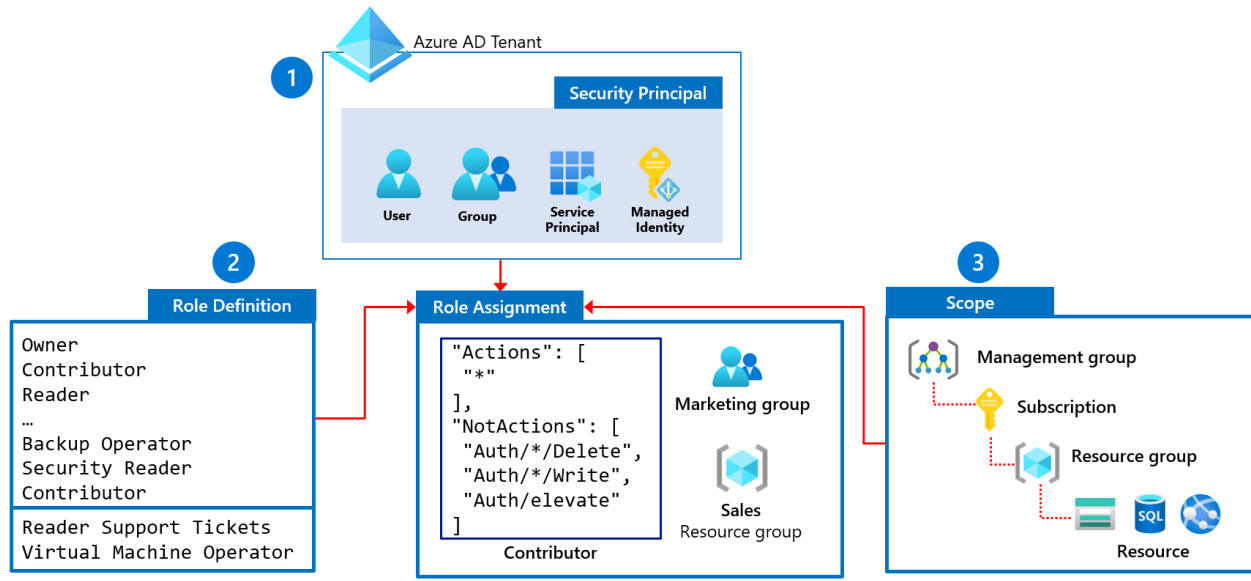 Azure AD Tenant
1
Security Principal
User
Group
Service
Principal
Managed
Identity
2
Role Definition
Owner
Contributor
Reader
…
Backup Operator
Security Reader
Contributor
Reader Support Tickets
Virtual Machine Operator
Role Assignment
"Actions": [
"*"
],
"NotActions": [
"Auth/*/Delete",
"Auth/*/Write",
"Auth/elevate"
]
Contributor
Marketing group
Sales
Resource group
3
Scope
Management group
Subscription
Resource group
SQL
Resource